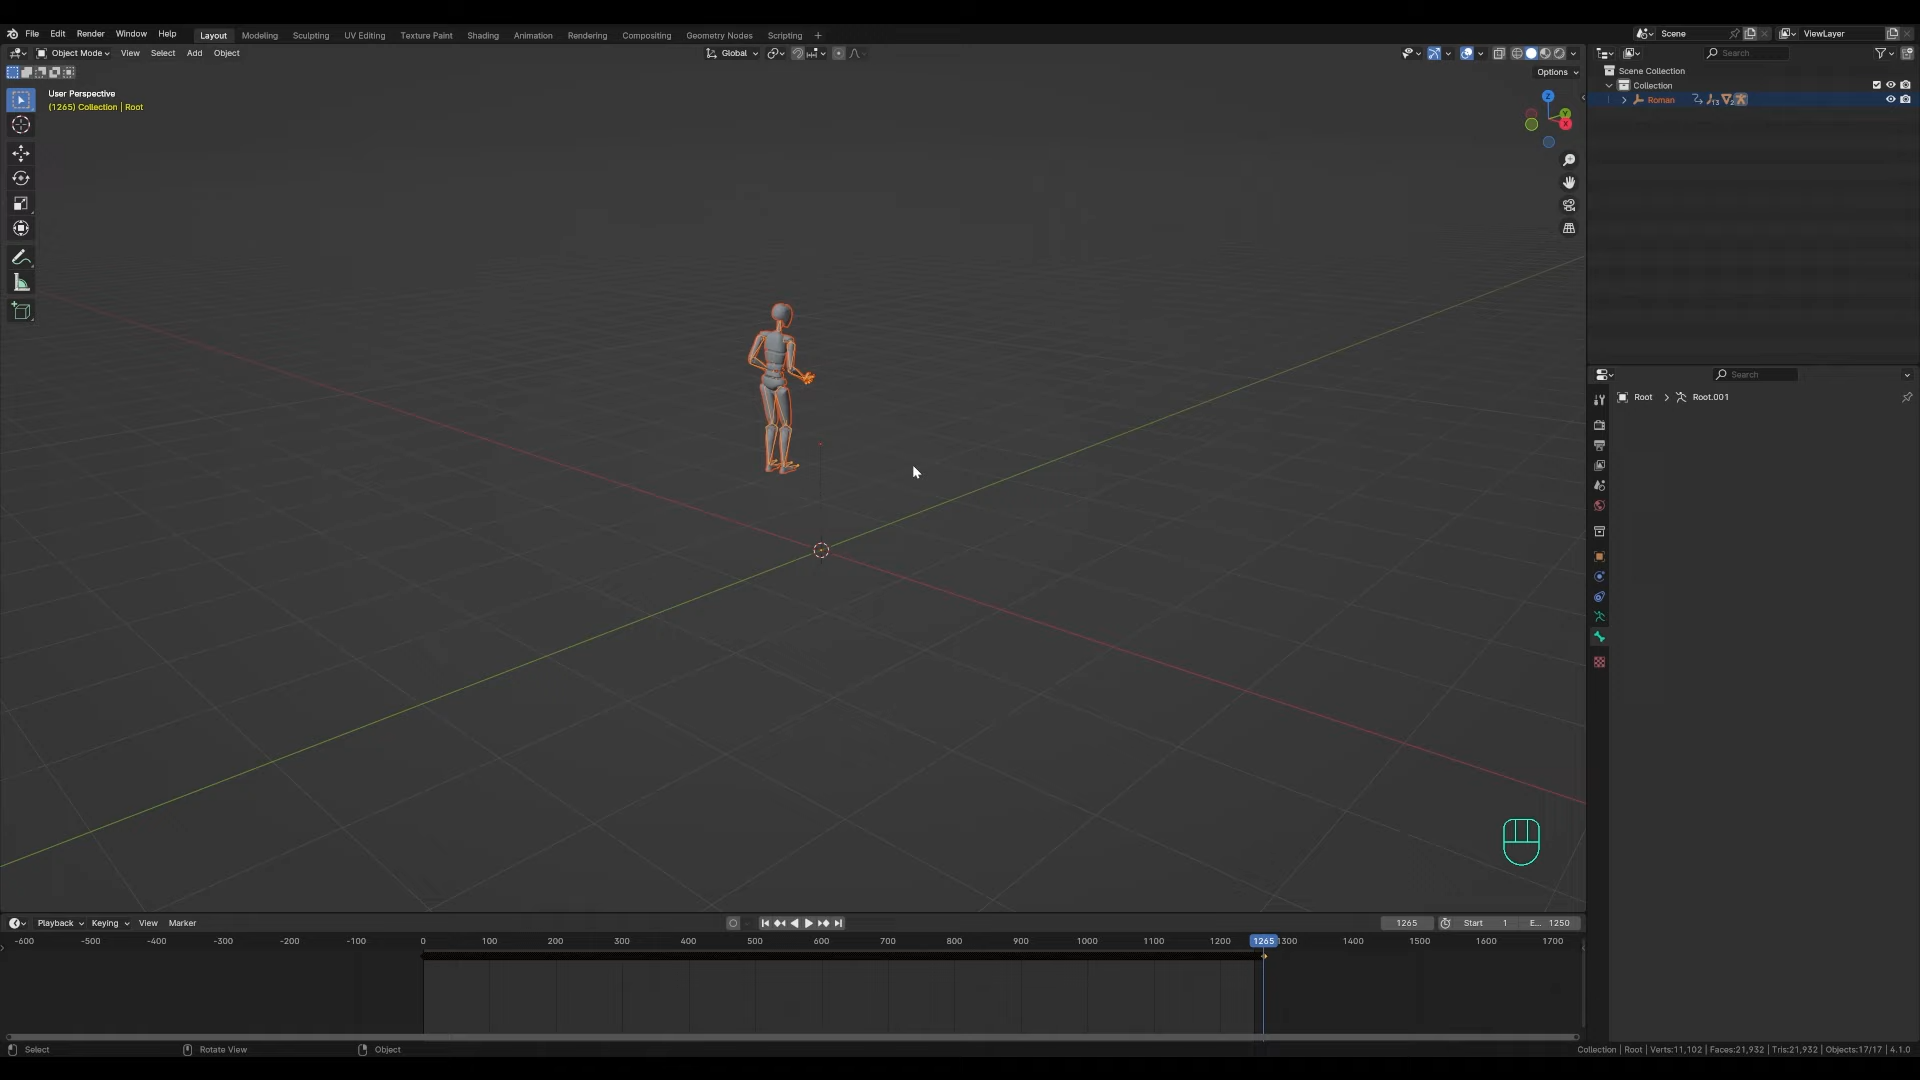 File Edit Render Window Help Layout Modeling Sculpting UV Editing Texture Paint Shading Animation Rendering Compositing Geometry Nodes Scripting + Scene ViewLayer
Object Mode View Select Add Object Global Search
Options
User Perspective
(1265) Collection | Root
Scene Collection
Collection
Roman 13 2
Z
Y
X
Search
Root > Root.001
Playback Keying View Marker 1265 Start 1 E... 1250
-600 -500 -400 -300 -200 -100 0 100 200 300 400 500 600 700 800 900 1000 1100 1200 1265 1300 1400 1500 1600 1700
Select Rotate View Object Collection | Root | Verts:11,102 | Faces:21,932 | Tris:21,932 | Objects:17/17 | 4.1.0